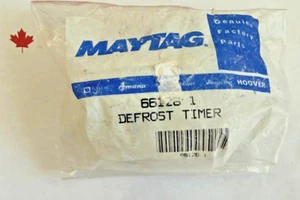 Genuine
Factory
Parts
MAYTAG
Amana
HOOVER
66128 1
DEFROST TIMER